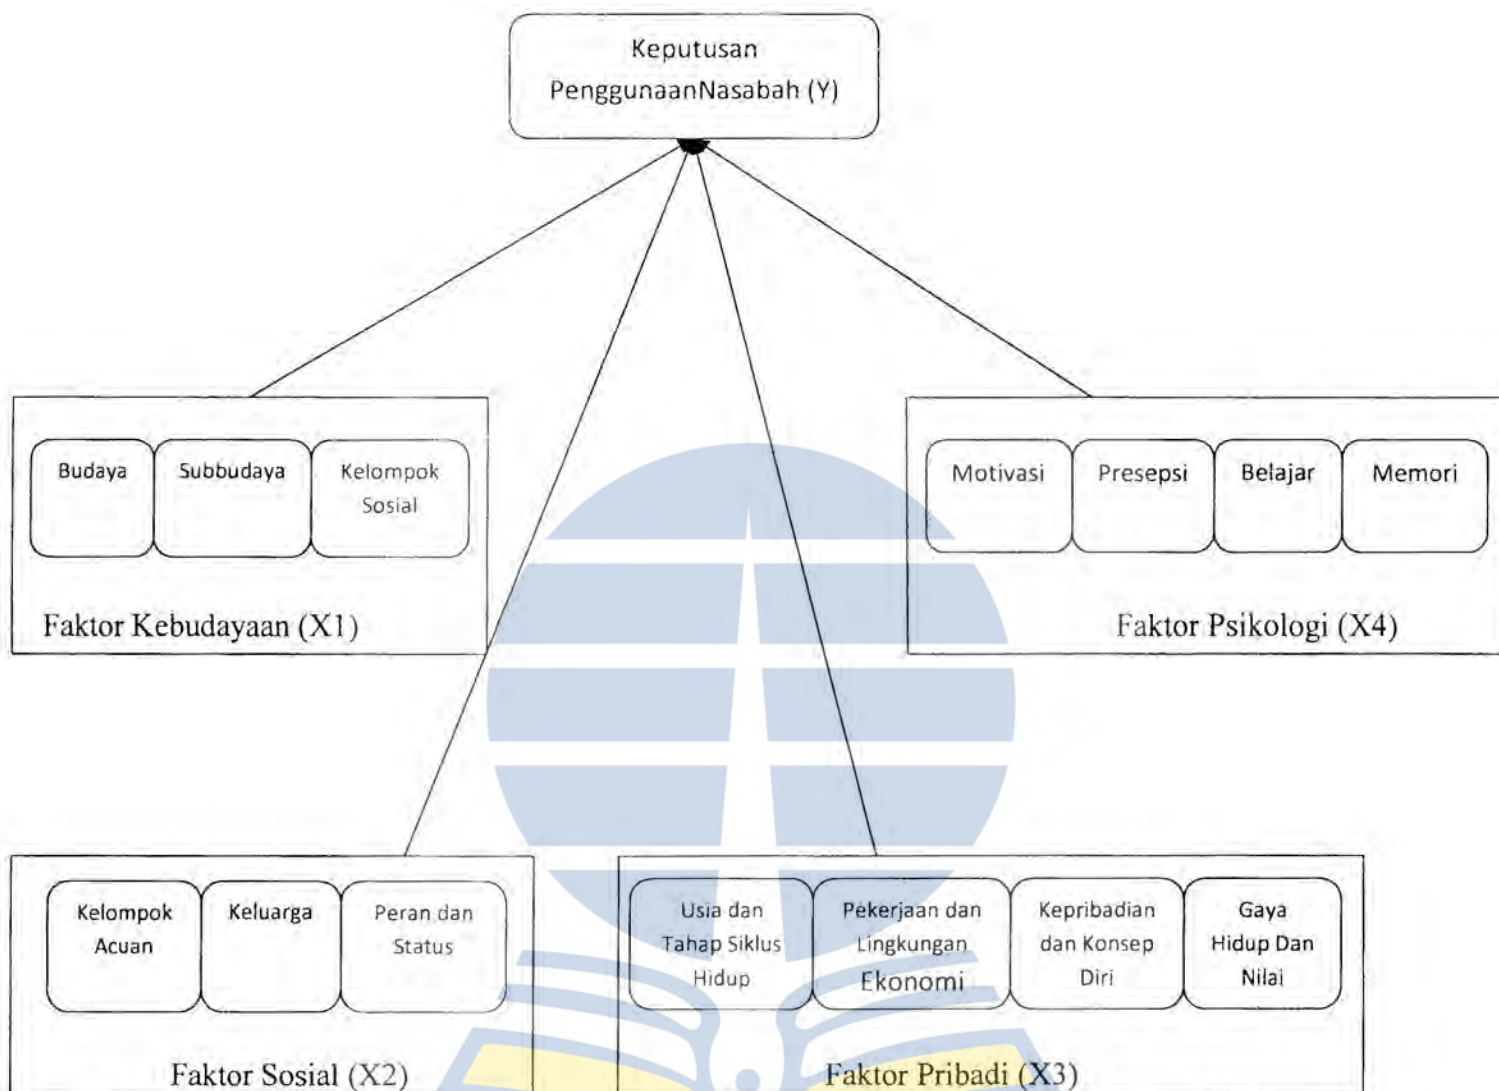 Keputusan
PenggunaanNasabah (Y)
Budaya
Subbudaya
Kelompok
Sosial
Faktor Kebudayaan (X1)
Motivasi
Presepsi
Belajar
Memori
Faktor Psikologi (X4)
Kelompok
Acuan
Keluarga
Peran dan
Status
Faktor Sosial (X2)
Usia dan
Tahap Siklus
Hidup
Pekerjaan dan
Lingkungan
Ekonomi
Kepribadian
dan Konsep
Diri
Gaya
Hidup Dan
Nilai
Faktor Pribadi (X3)